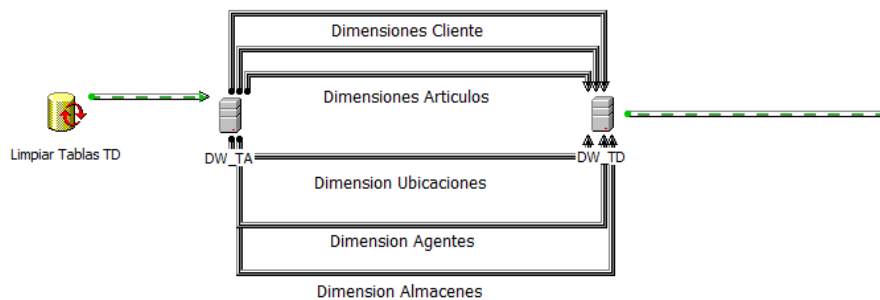 Dimensiones Cliente
Dimensiones Articulos
Limpiar Tablas TD
DW_TA
DW_TD
Dimension Ubicaciones
Dimension Agentes
Dimension Almacenes